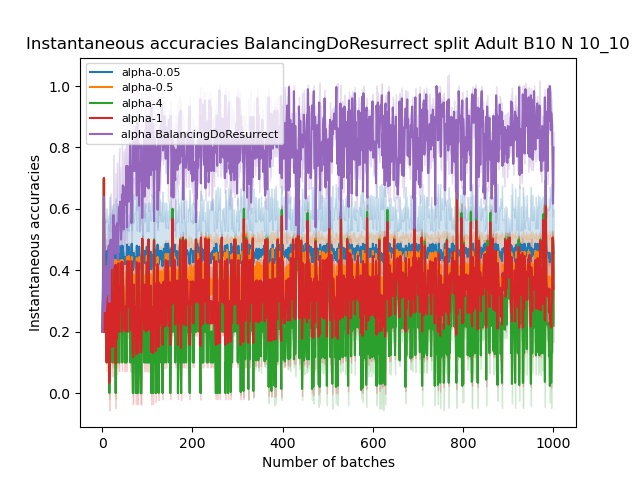 Instantaneous accuracies BalancingDoResurrect split Adult B10 N 10_10
alpha-0.05
alpha-0.5
alpha-4
alpha-1
alpha BalancingDoResurrect
Instantaneous accuracies
1.0
0.8
0.6
0.4
0.2
0.0
0
200
400
600
800
1000
Number of batches